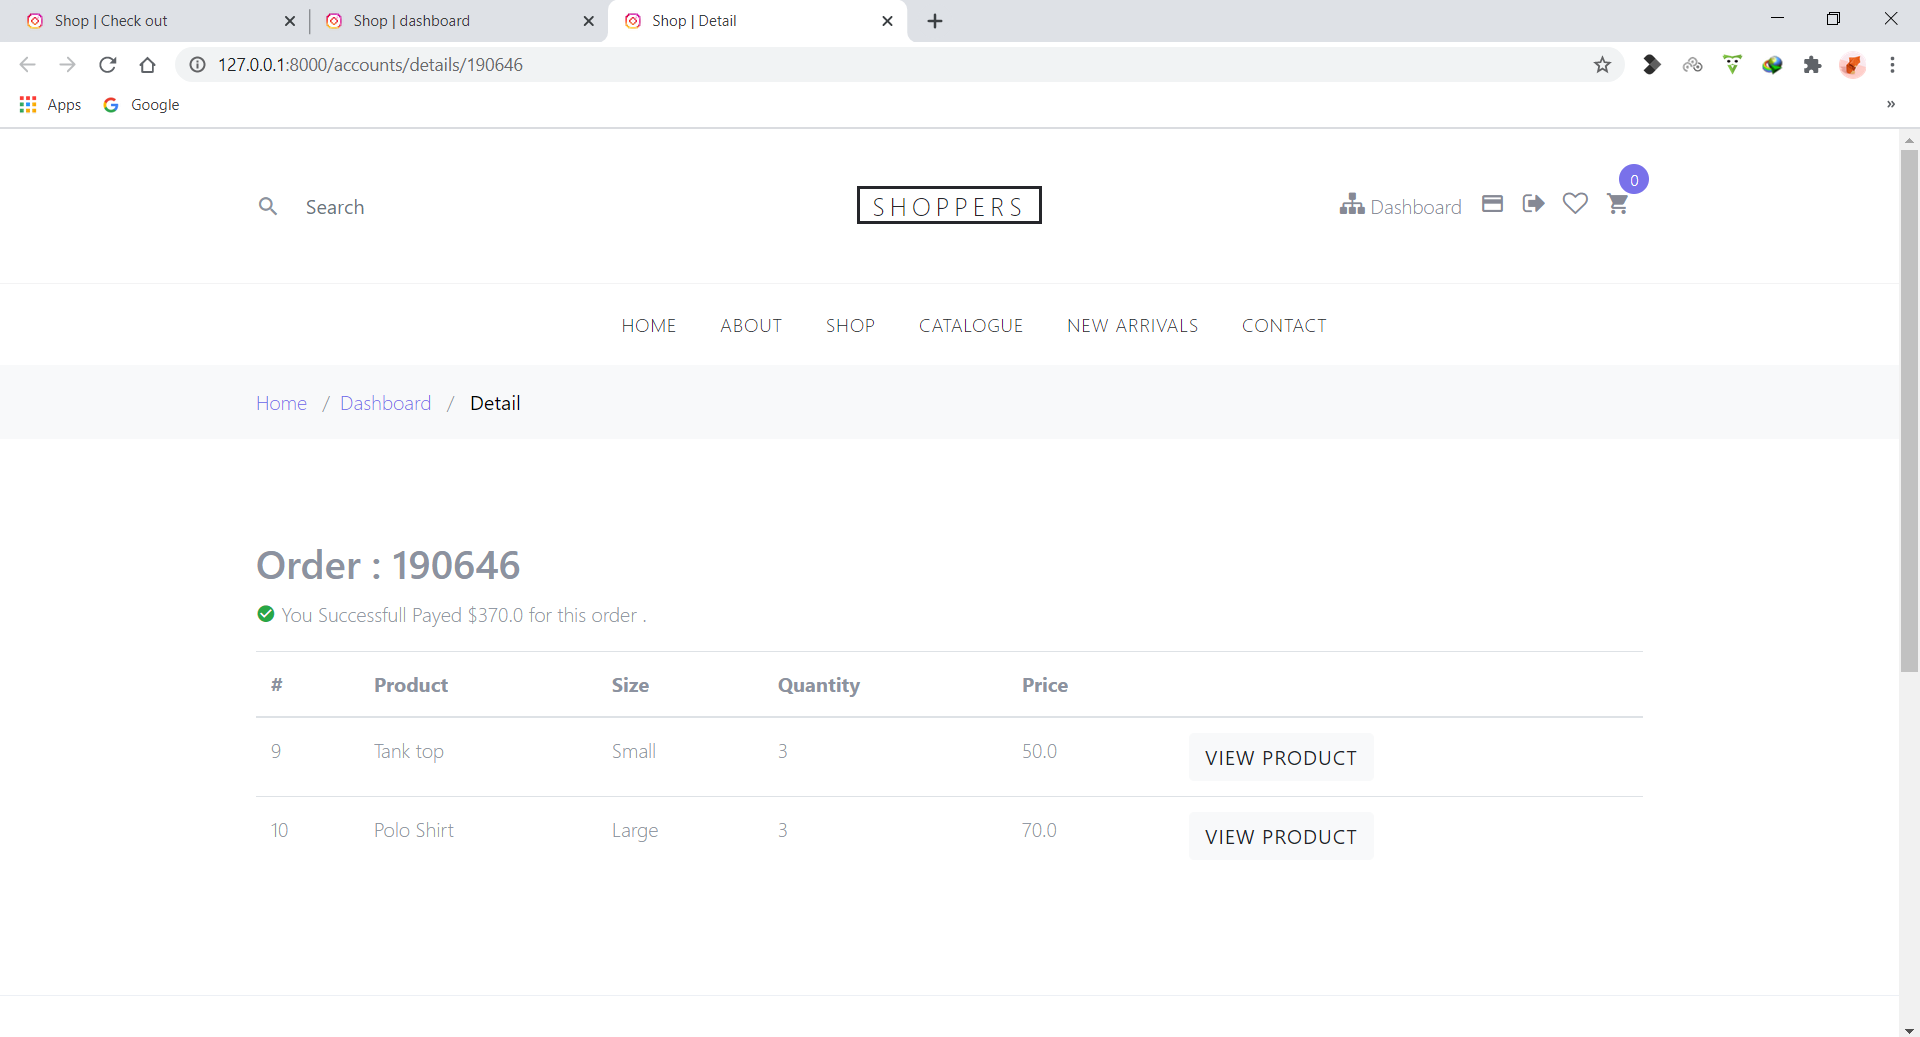 Shop | Check out
Shop | dashboard
Shop | Detail
127.0.0.1:8000/accounts/details/190646
Apps
Google
»
0
Search
SHOPPERS
Dashboard
HOME ABOUT SHOP CATALOGUE NEW ARRIVALS CONTACT
Home / Dashboard / Detail
Order : 190646
You Successfull Payed $370.0 for this order .
# Product Size Quantity Price
9 Tank top Small 3 50.0 VIEW PRODUCT
10 Polo Shirt Large 3 70.0 VIEW PRODUCT